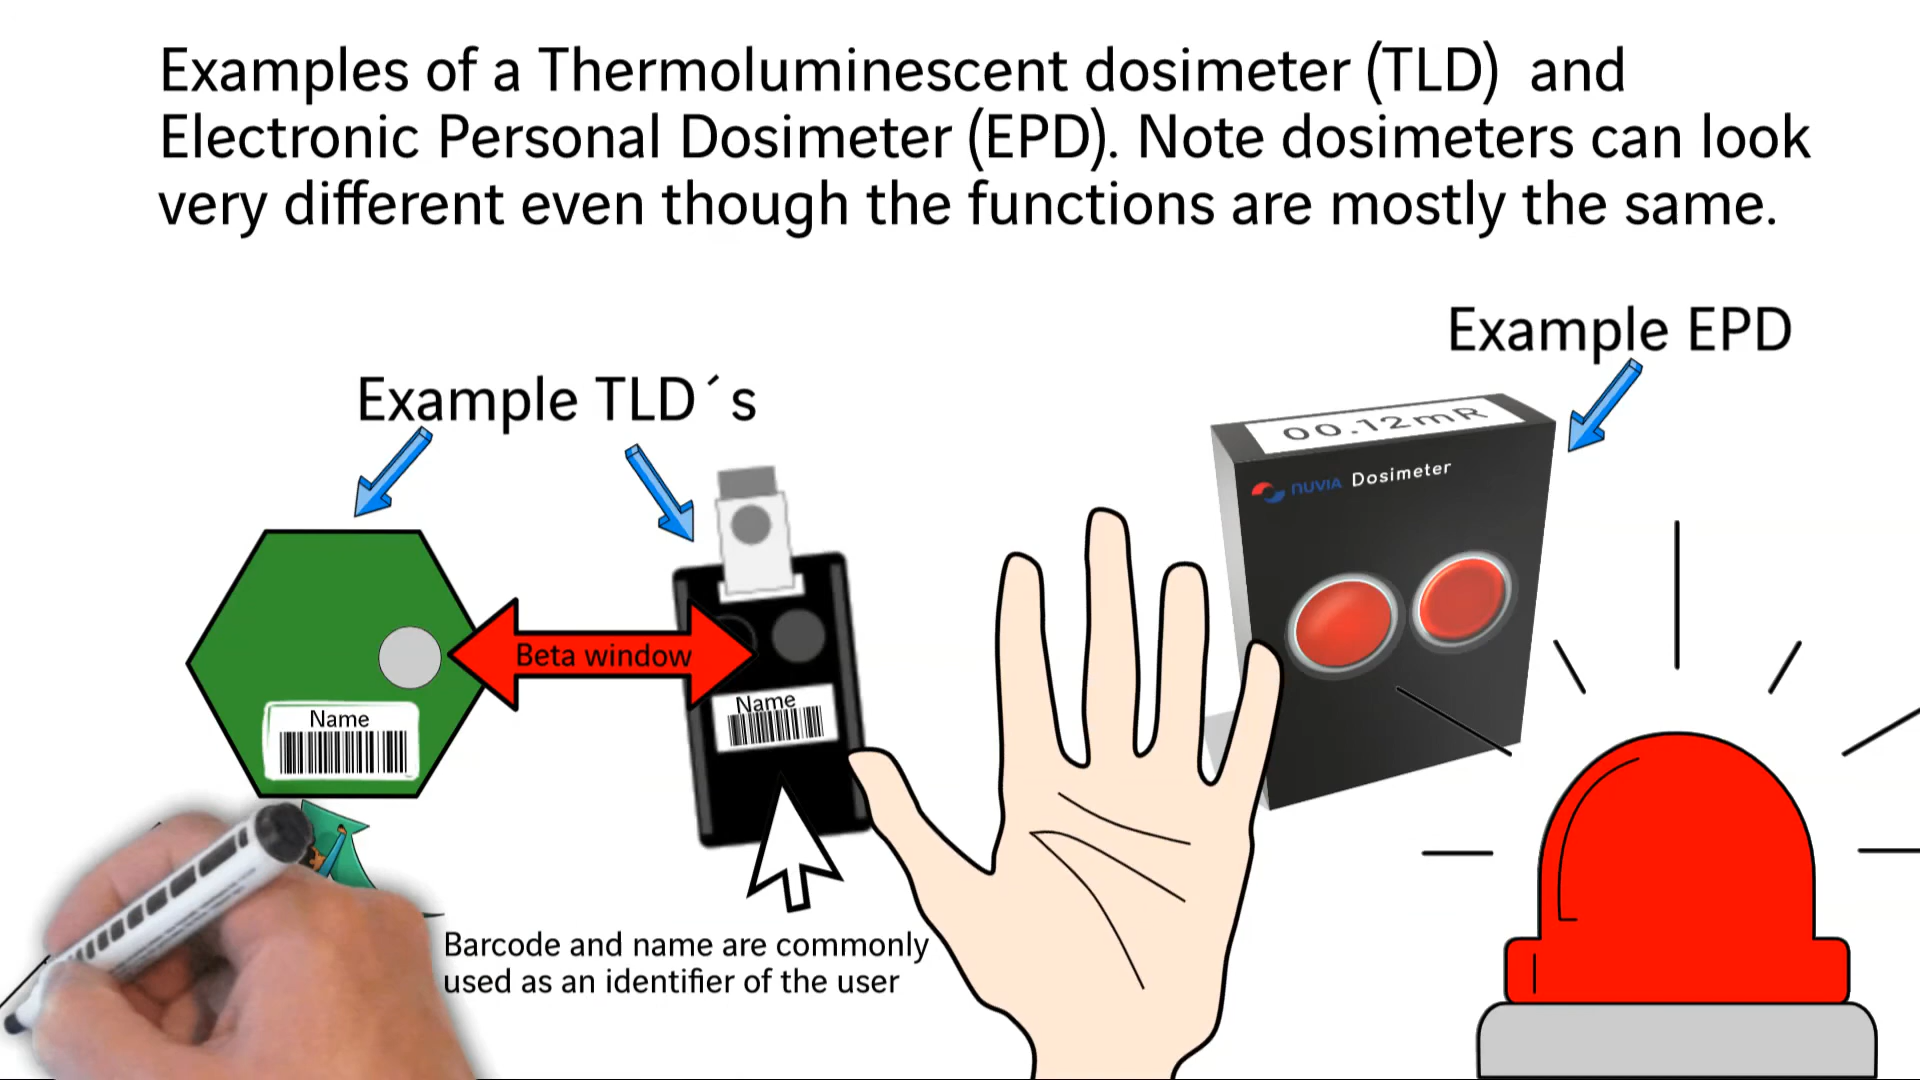 Examples of a Thermoluminescent dosimeter (TLD) and
Electronic Personal Dosimeter (EPD). Note dosimeters can look
very different even though the functions are mostly the same.
Example EPD
Example TLD´s
00.12mR
NUVIA Dosimeter
Beta window
Name
Name
Barcode and name are commonly
used as an identifier of the user